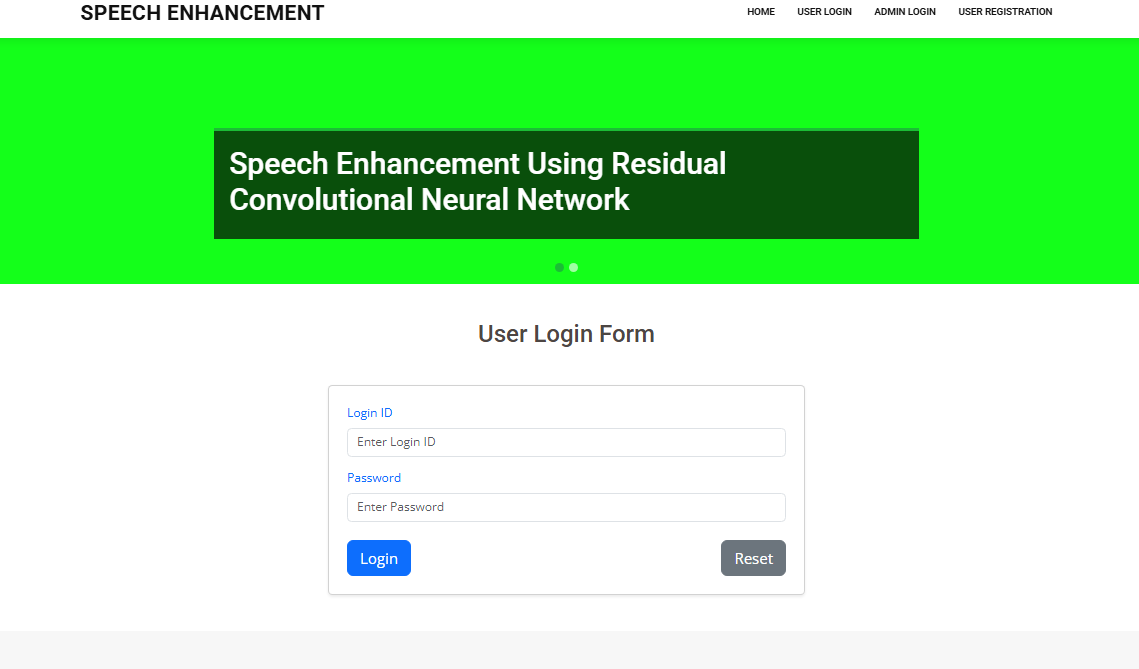 SPEECH ENHANCEMENT
HOME USER LOGIN ADMIN LOGIN USER REGISTRATION
Speech Enhancement Using Residual
Convolutional Neural Network
User Login Form
Login ID
Enter Login ID
Password
Enter Password
Login Reset